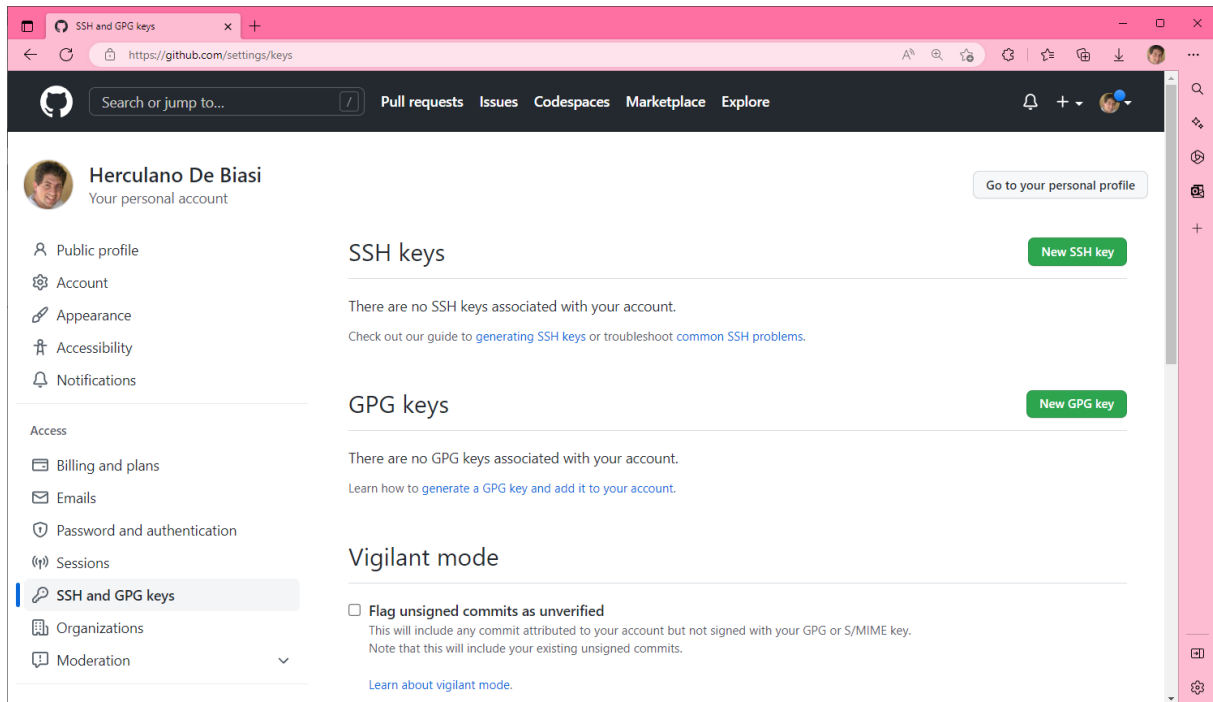 SSH and GPG keys
https://github.com/settings/keys
Search or jump to... /
Pull requests Issues Codespaces Marketplace Explore
Herculano De Biasi
Your personal account
Go to your personal profile
Public profile
Account
Appearance
Accessibility
Notifications
Access
Billing and plans
Emails
Password and authentication
Sessions
SSH and GPG keys
Organizations
Moderation
SSH keys
New SSH key
There are no SSH keys associated with your account.
Check out our guide to generating SSH keys or troubleshoot common SSH problems.
GPG keys
New GPG key
There are no GPG keys associated with your account.
Learn how to generate a GPG key and add it to your account.
Vigilant mode
Flag unsigned commits as unverified
This will include any commit attributed to your account but not signed with your GPG or S/MIME key.
Note that this will include your existing unsigned commits.
Learn about vigilant mode.